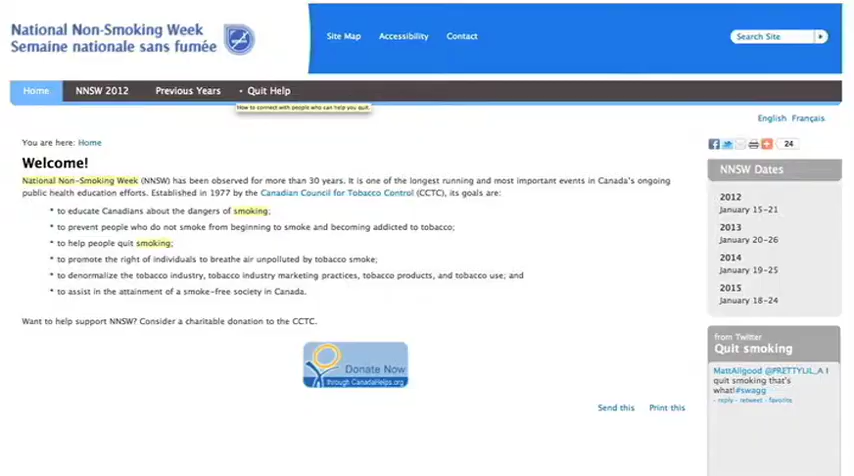 National Non-Smoking Week
Semaine nationale sans fumée
Site Map Accessibility Contact
Search Site
Home NNSW 2012 Previous Years Quit Help
How to connect with people who can help you quit.
English Français
You are here: Home
24
Welcome!
National Non-Smoking Week (NNSW) has been observed for more than 30 years. It is one of the longest running and most important events in Canada's ongoing
public health education efforts. Established in 1977 by the Canadian Council for Tobacco Control (CCTC), its goals are:
• to educate Canadians about the dangers of smoking;
• to prevent people who do not smoke from beginning to smoke and becoming addicted to tobacco;
• to help people quit smoking;
• to promote the right of individuals to breathe air unpolluted by tobacco smoke;
• to denormalize the tobacco industry, tobacco industry marketing practices, tobacco products, and tobacco use; and
• to assist in the attainment of a smoke-free society in Canada.
Want to help support NNSW? Consider a charitable donation to the CCTC.
Donate Now
through CanadaHelps.org
Send this Print this
NNSW Dates
2012
January 15-21
2013
January 20-26
2014
January 19-25
2015
January 18-24
from Twitter
Quit smoking
MattAllgood @PRETTYLIL_A I
quit smoking that's
what!#swagg
- reply - retweet - favorite